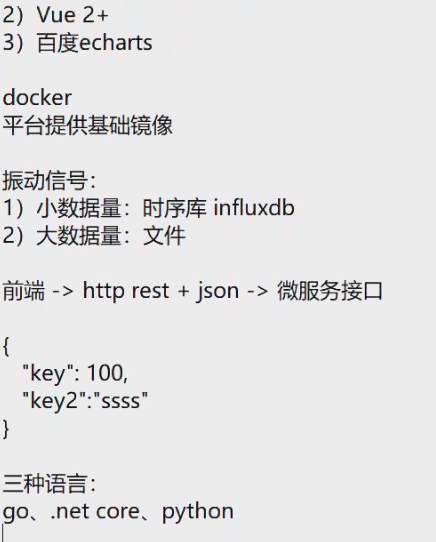 2）Vue 2+
3）百度echarts
docker
平台提供基础镜像
振动信号：
1）小数据量：时序库 influxdb
2）大数据量：文件
前端 -> http rest + json -> 微服务接口
{
"key": 100,
"key2":"ssss"
}
三种语言：
go、.net core、python